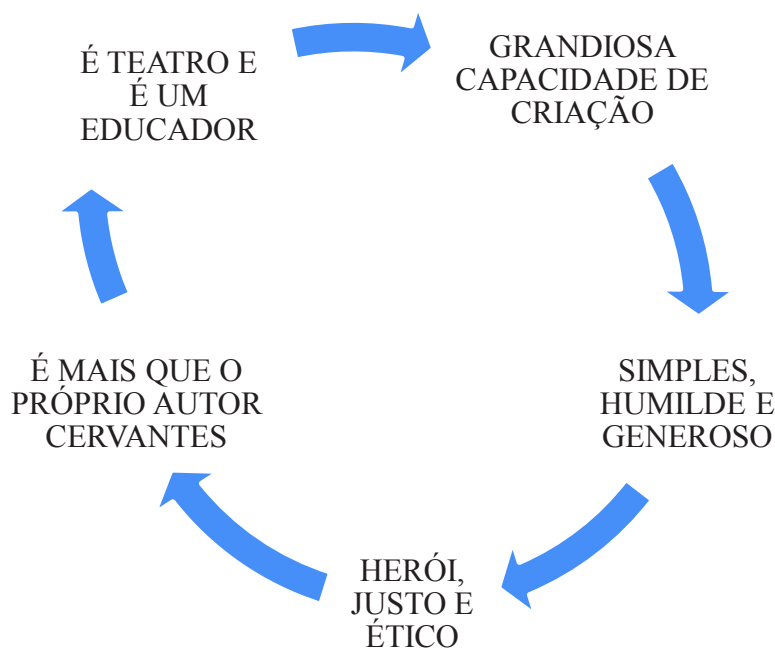 É TEATRO E
É UM
EDUCADOR
GRANDIOSA
CAPACIDADE DE
CRIAÇÃO
SIMPLES,
HUMILDE E
GENEROSO
HERÓI,
JUSTO E
ÉTICO
É MAIS QUE O
PRÓPRIO AUTOR
CERVANTES